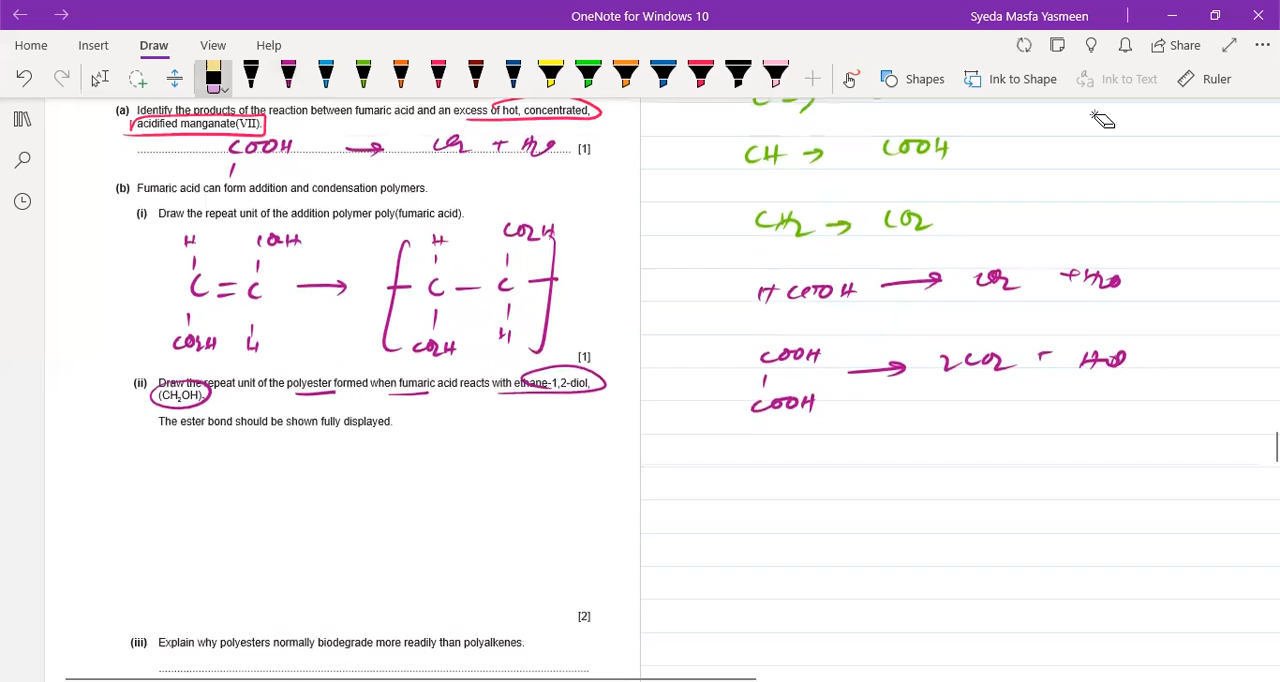 OneNote for Windows 10
Syeda Masfa Yasmeen
Home Insert Draw View Help
Share
Shapes Ink to Shape Ink to Text Ruler
(a) Identify the products of the reaction between fumaric acid and an excess of hot, concentrated,
acidified manganate(VII).
COOH → CO2 + H2O [1]
(b) Fumaric acid can form addition and condensation polymers.
(i) Draw the repeat unit of the addition polymer poly(fumaric acid).
H CO2H H CO2H
C = C → C — C
CO2H H CO2H H
[1]
(ii) Draw the repeat unit of the polyester formed when fumaric acid reacts with ethane-1,2-diol,
(CH2OH)2.
The ester bond should be shown fully displayed.
[2]
(iii) Explain why polyesters normally biodegrade more readily than polyalkenes.
CH → COOH
CH2 → CO2
HCOOH → CO2 + H2O
COOH → 2CO2 + H2O
COOH